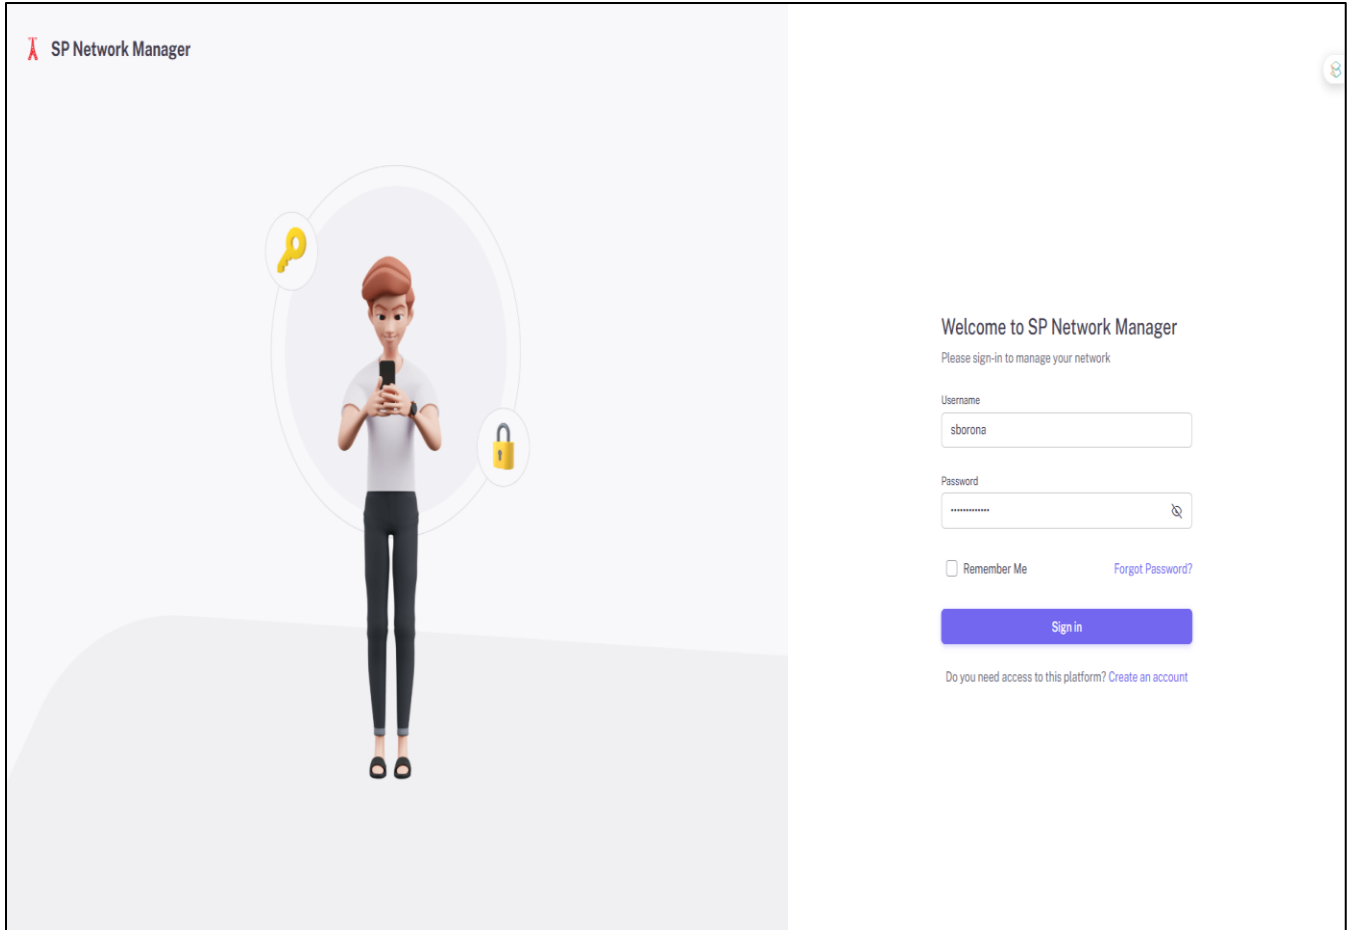 SP Network Manager
Welcome to SP Network Manager
Please sign-in to manage your network
Username
sborona
Password
•••••••••••••
Remember Me
Forgot Password?
Sign in
Do you need access to this platform? Create an account